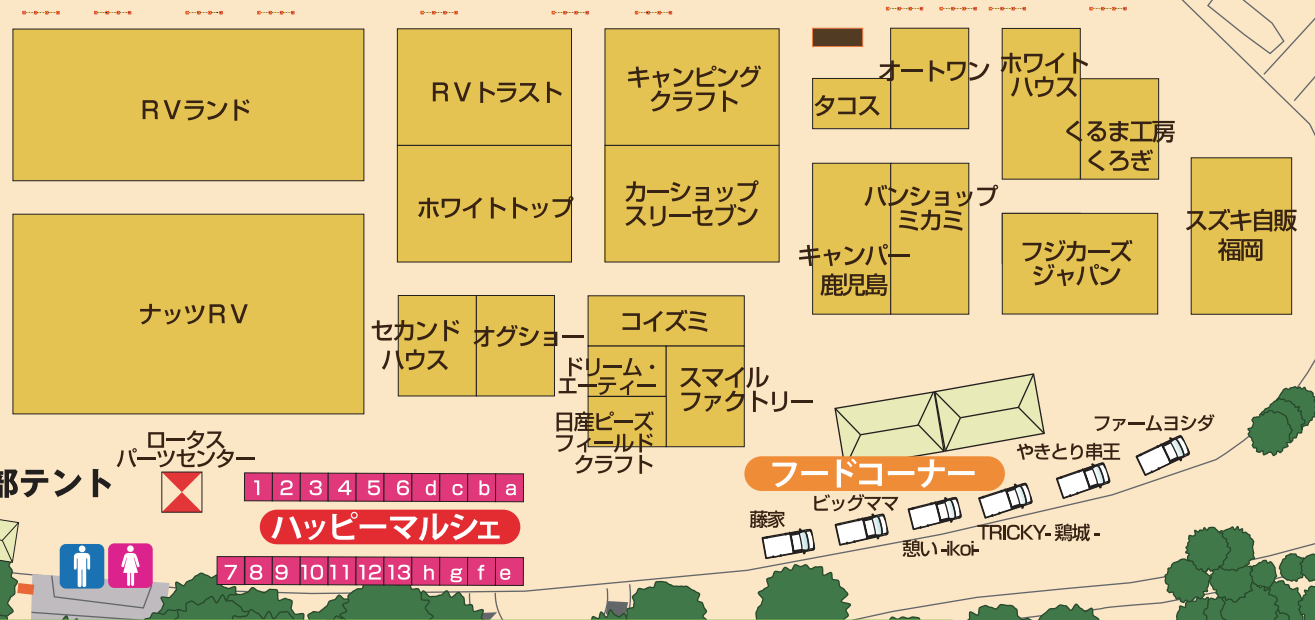 RVランド
RVトラスト
キャンピング
クラフト
タコス
オートワン
ホワイト
ハウス
くるま工房
くろぎ
ホワイトトップ
カーショップ
スリーセブン
バンショップ
ミカミ
キャンパー
鹿児島
フジカーズ
ジャパン
スズキ自販
福岡
ナッツRV
セカンド
ハウス
オグショー
コイズミ
ドリーム・
エーティー
スマイル
ファクトリー
日産ピーズ
フィールド
クラフト
ロータス
パーツセンター
部テント
1 2 3 4 5 6 d c b a
ハッピーマルシェ
7 8 9 10 11 12 13 h g f e
フードコーナー
藤家
ビッグママ
憩い-ikoi-
TRICKY-鶏城-
やきとり串王
ファームヨシダ